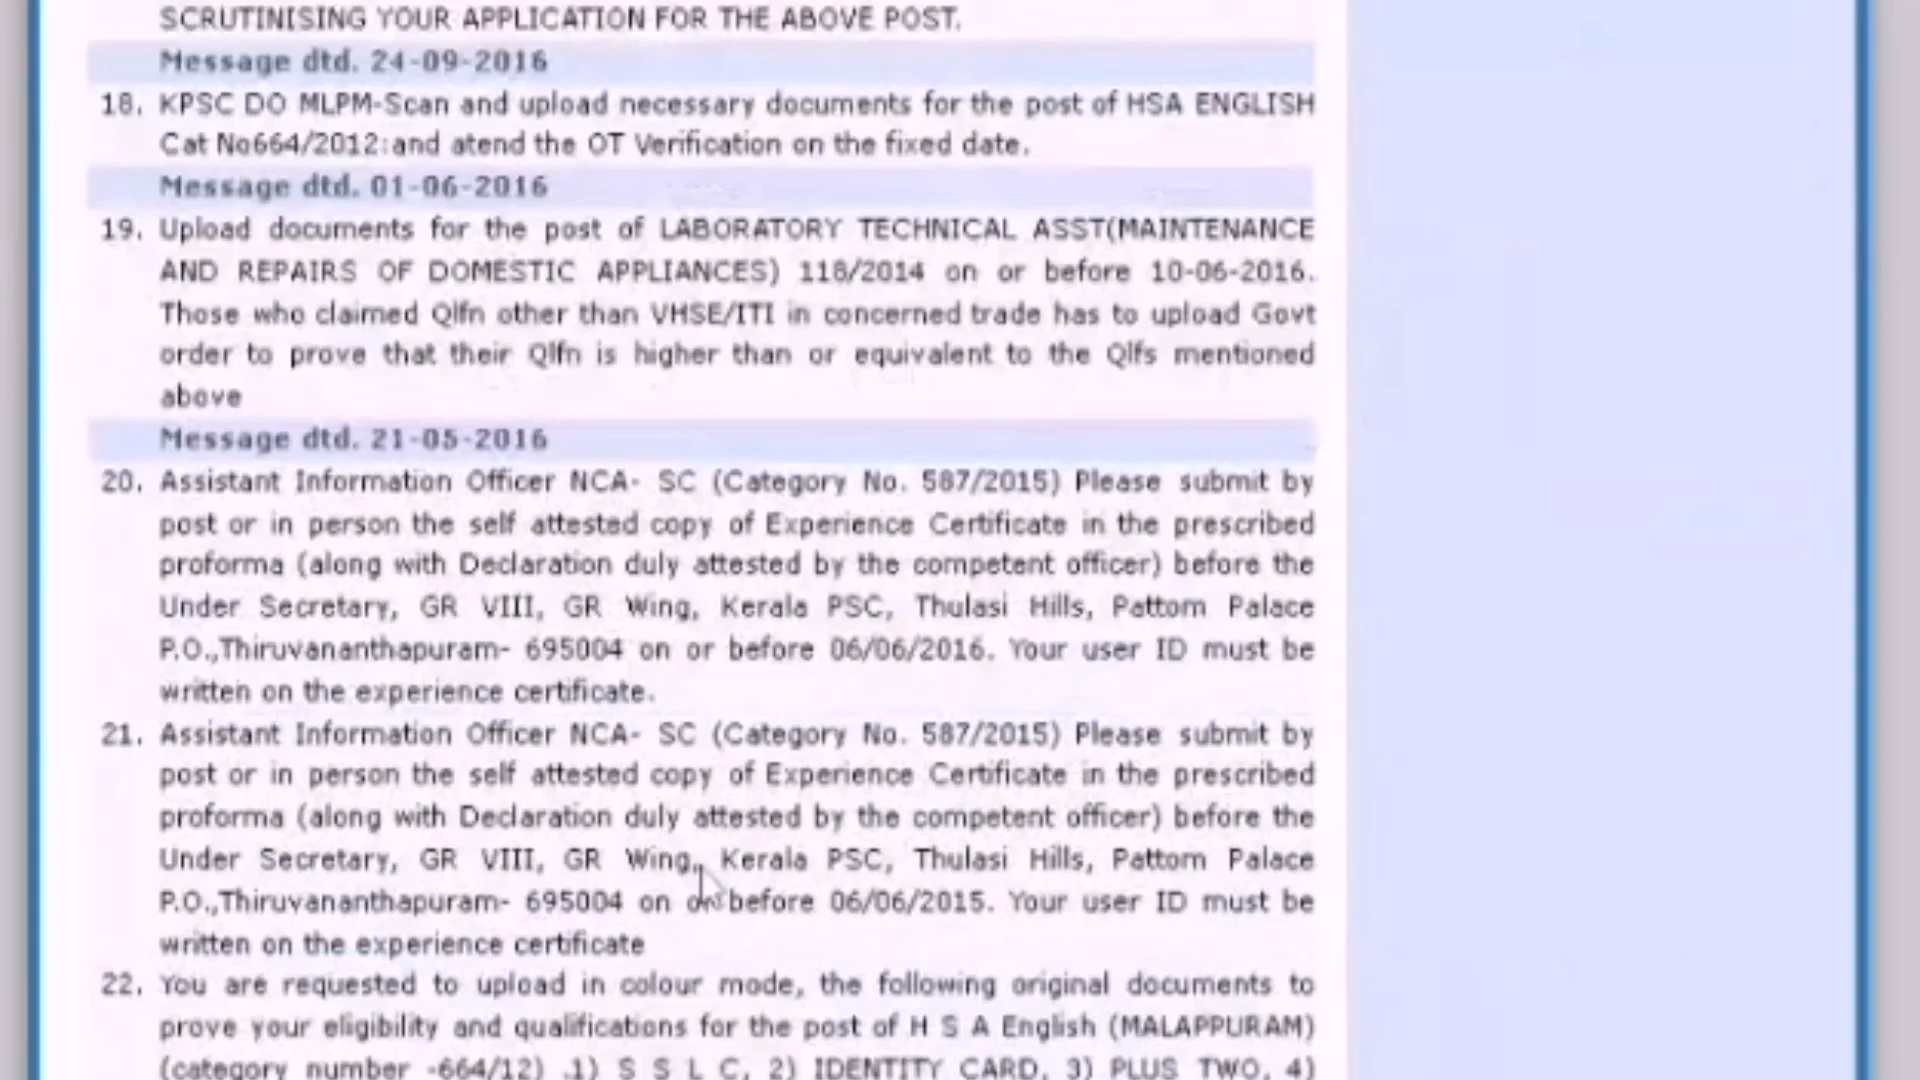 SCRUTINISING YOUR APPLICATION FOR THE ABOVE POST.
Message dtd. 24-09-2016
18. KPSC DO MLPM-Scan and upload necessary documents for the post of HSA ENGLISH
Cat No664/2012:and atend the OT Verification on the fixed date.
Message dtd. 01-06-2016
19. Upload documents for the post of LABORATORY TECHNICAL ASST(MAINTENANCE
AND REPAIRS OF DOMESTIC APPLIANCES) 118/2014 on or before 10-06-2016.
Those who claimed Qlfn other than VHSE/ITI in concerned trade has to upload Govt
order to prove that their Qlfn is higher than or equivalent to the Qlfs mentioned
above
Message dtd. 21-05-2016
20. Assistant Information Officer NCA- SC (Category No. 587/2015) Please submit by
post or in person the self attested copy of Experience Certificate in the prescribed
proforma (along with Declaration duly attested by the competent officer) before the
Under Secretary, GR VIII, GR Wing, Kerala PSC, Thulasi Hills, Pattom Palace
P.O.,Thiruvananthapuram- 695004 on or before 06/06/2016. Your user ID must be
written on the experience certificate.
21. Assistant Information Officer NCA- SC (Category No. 587/2015) Please submit by
post or in person the self attested copy of Experience Certificate in the prescribed
proforma (along with Declaration duly attested by the competent officer) before the
Under Secretary, GR VIII, GR Wing, Kerala PSC, Thulasi Hills, Pattom Palace
P.O.,Thiruvananthapuram- 695004 on or before 06/06/2015. Your user ID must be
written on the experience certificate
22. You are requested to upload in colour mode, the following original documents to
prove your eligibility and qualifications for the post of H S A English (MALAPPURAM)
(category number -664/12) .1) S S L C, 2) IDENTITY CARD, 3) PLUS TWO, 4)